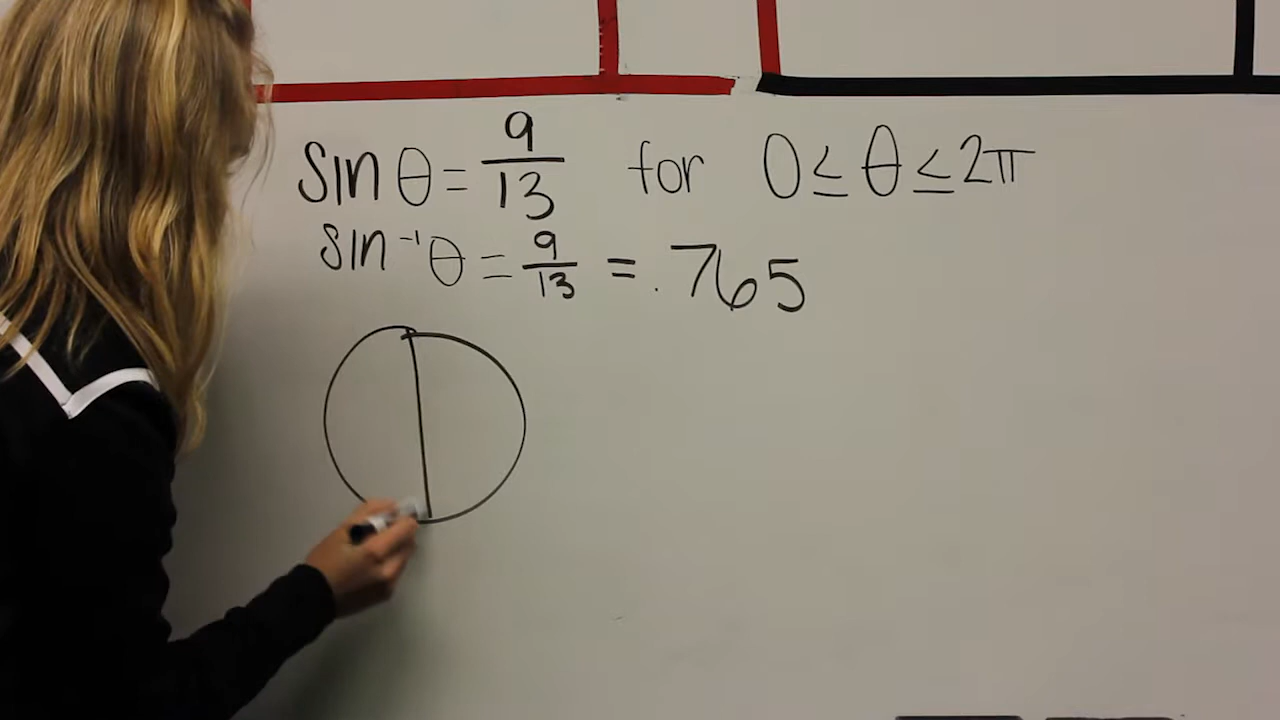 sin θ = 9/13 for 0 ≤ θ ≤ 2π
sin⁻¹ θ = 9/13 = .765